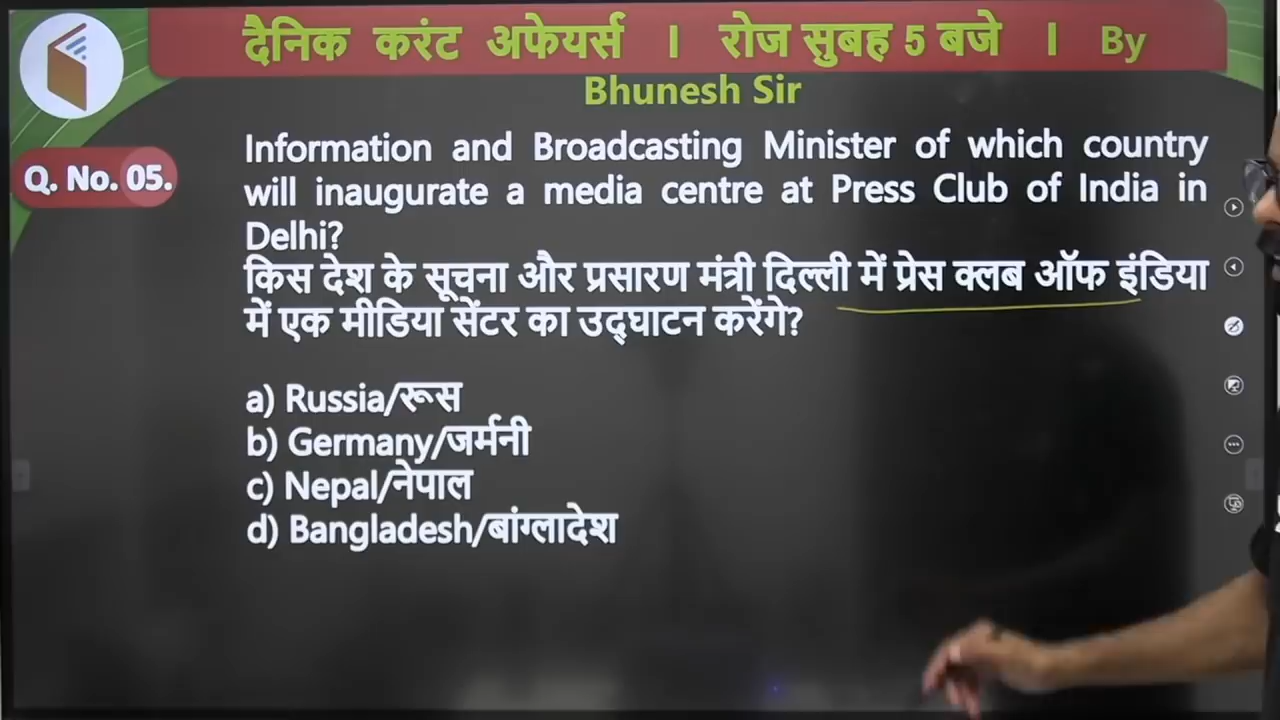 दैनिक करंट अफेयर्स । रोज सुबह 5 बजे । By
Bhunesh Sir
Q. No. 05.
Information and Broadcasting Minister of which country
will inaugurate a media centre at Press Club of India in
Delhi?
किस देश के सूचना और प्रसारण मंत्री दिल्ली में प्रेस क्लब ऑफ इंडिया
में एक मीडिया सेंटर का उद्घाटन करेंगे?
a) Russia/रूस
b) Germany/जर्मनी
c) Nepal/नेपाल
d) Bangladesh/बांग्लादेश